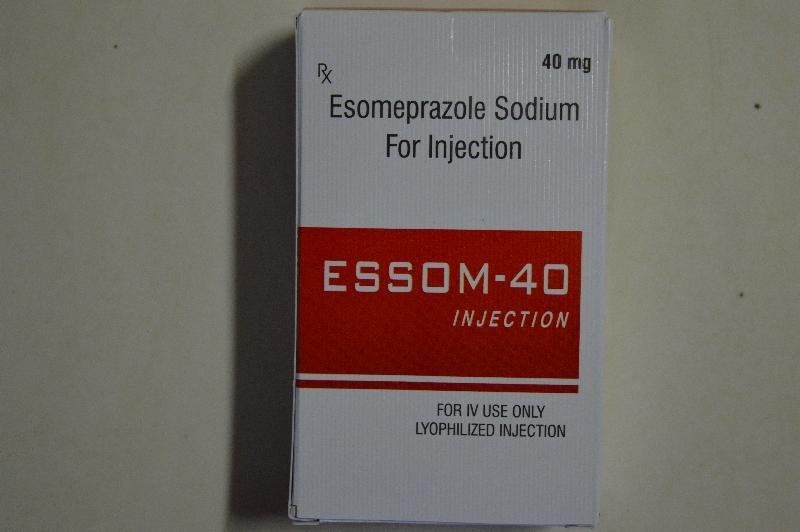 40 mg
Rx
Esomeprazole Sodium
For Injection
ESSOM-40
INJECTION
FOR IV USE ONLY
LYOPHILIZED INJECTION